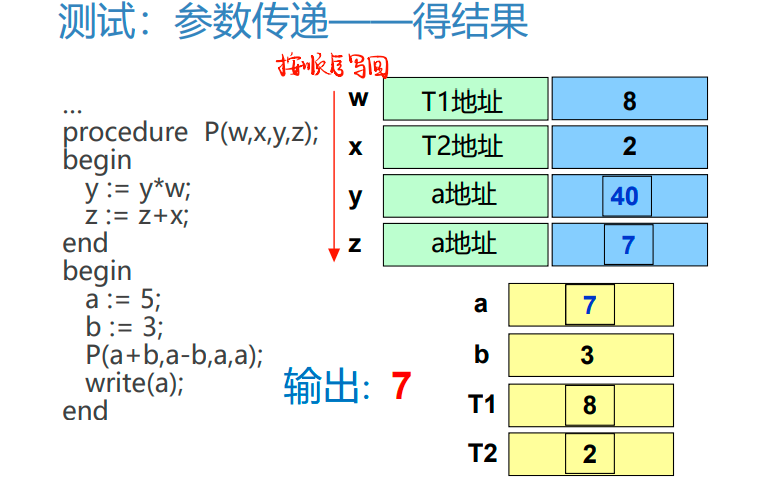 测试：参数传递——得结果
按顺序写回
...
procedure P(w,x,y,z);
begin
y := y*w;
z := z+x;
end
begin
a := 5;
b := 3;
P(a+b,a-b,a,a);
write(a);
end
w T1地址 8
x T2地址 2
y a地址 40
z a地址 7
a 7
b 3
T1 8
T2 2
输出: 7